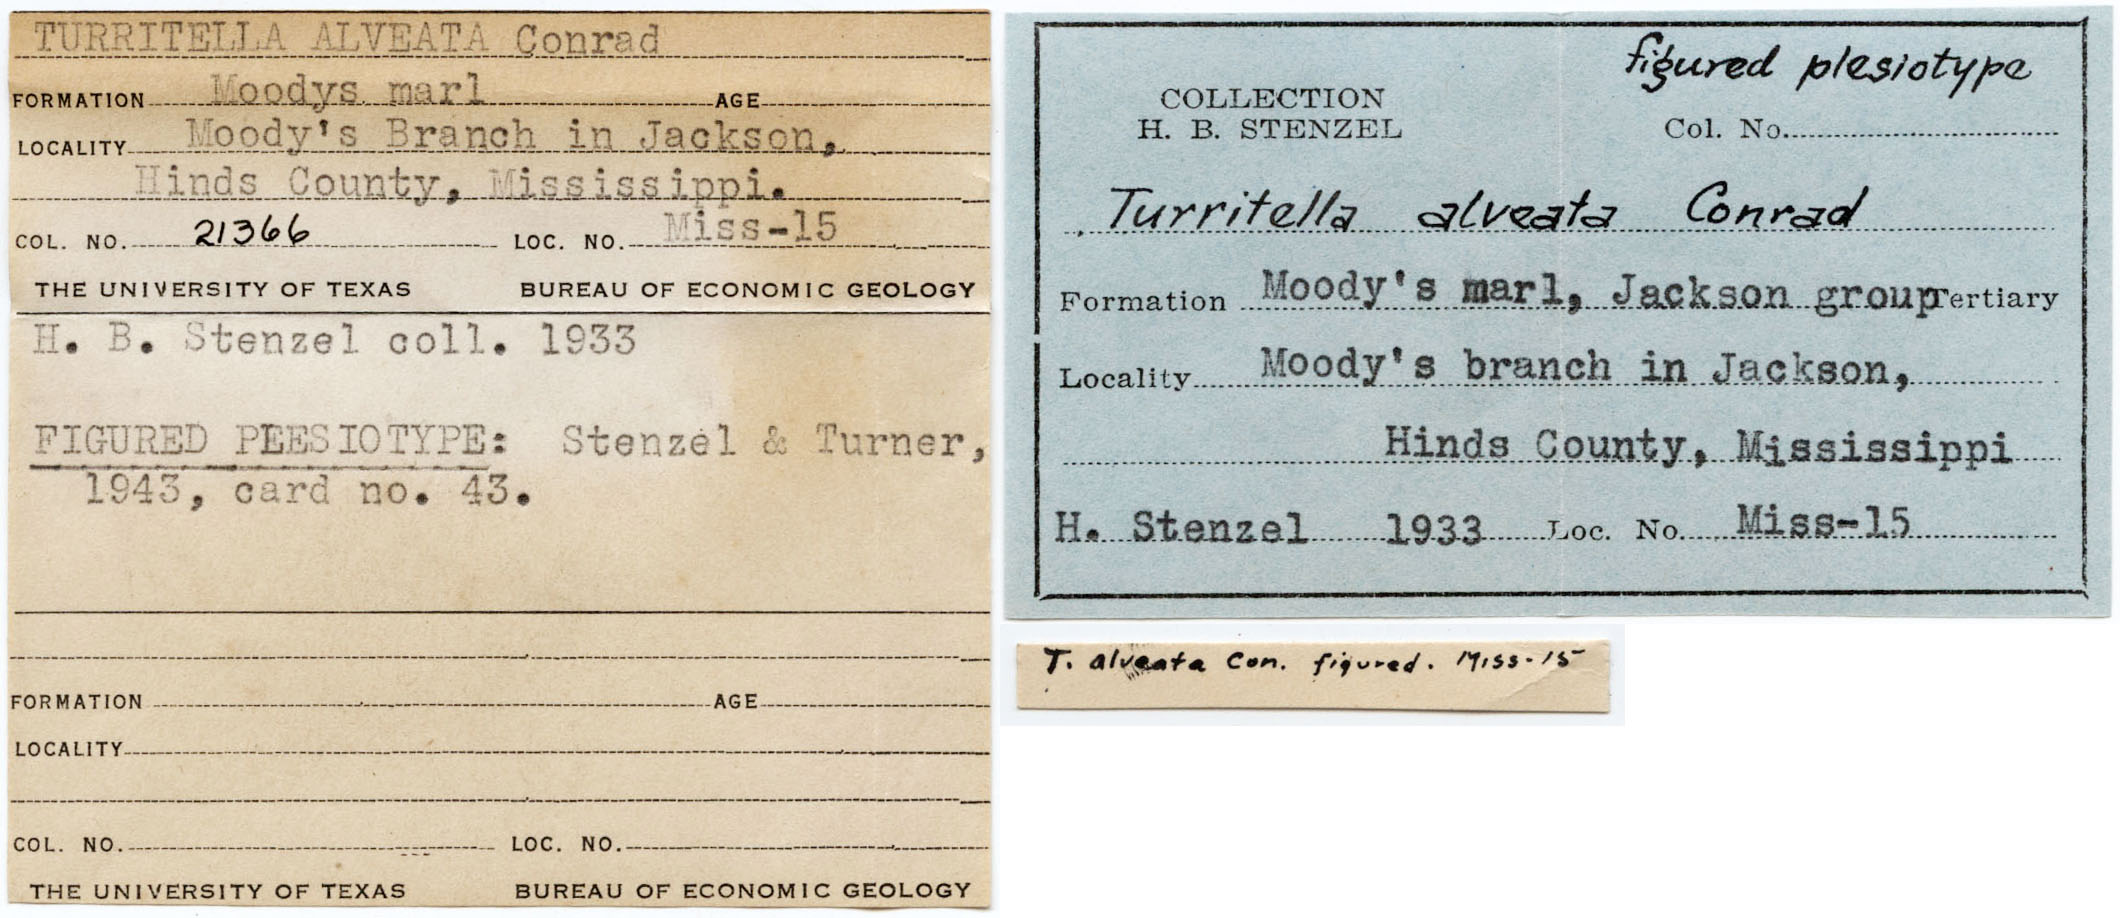 TURRITELLA ALVEATA Conrad
FORMATION Moodys marl AGE
LOCALITY Moody's Branch in Jackson,
Hinds County, Mississippi.
COL. NO. 21366 LOC. NO. Miss-15
THE UNIVERSITY OF TEXAS BUREAU OF ECONOMIC GEOLOGY
H. B. Stenzel coll. 1933
FIGURED PEESIOTYPE: Stenzel & Turner,
1943, card no. 43.
FORMATION AGE
LOCALITY
COL. NO. LOC. NO.
THE UNIVERSITY OF TEXAS BUREAU OF ECONOMIC GEOLOGY
figured plesiotype
COLLECTION
H. B. STENZEL Col. No.
Turritella alveata Conrad
Formation Moody's marl, Jackson group Tertiary
Locality Moody's branch in Jackson,
Hinds County, Mississippi
H. Stenzel 1933 Loc. No. Miss-15
T. alveata Con. figured. Miss-15